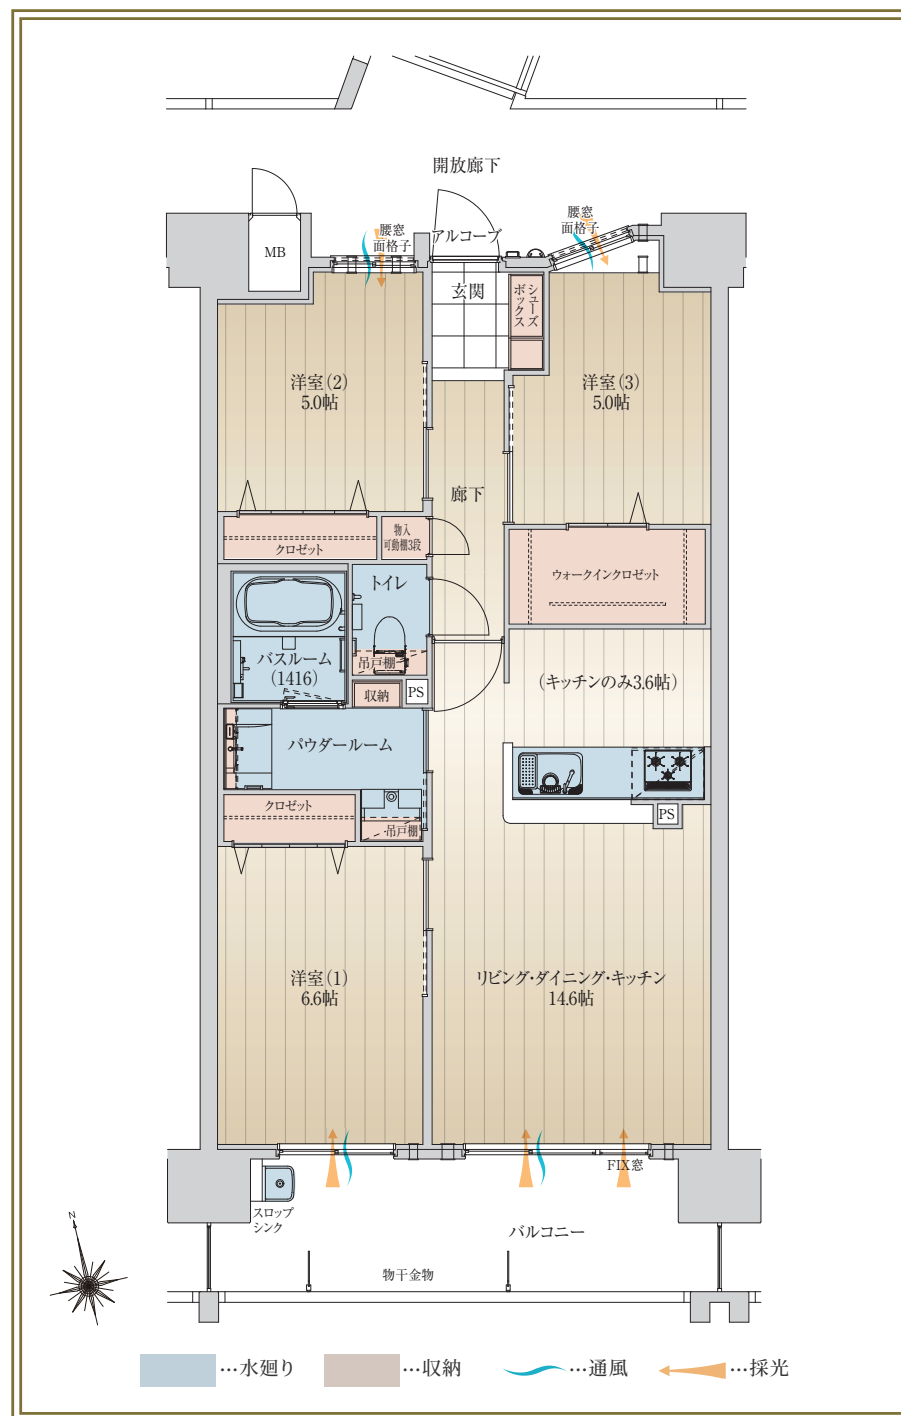 開放廊下
MB
腰窓
面格子
アルコーブ
腰窓
面格子
玄関
シューズ
ボックス
洋室(2)
5.0帖
洋室(3)
5.0帖
廊下
物入
可動棚3段
クロゼット
トイレ
ウォークインクロゼット
バスルーム
(1416)
吊戸棚
収納
PS
(キッチンのみ3.6帖)
パウダールーム
クロゼット
吊戸棚
PS
洋室(1)
6.6帖
リビング・ダイニング・キッチン
14.6帖
FIX窓
スロップ
シンク
バルコニー
N
物干金物
…水廻り
…収納
…通風
…採光